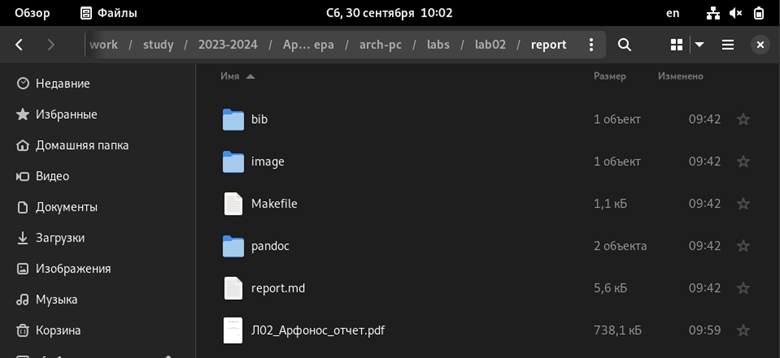 Обзор Файлы Сб, 30 сентября 10:02 en
work / study / 2023-2024 / Ар… ера / arch-pc / labs / lab02 / report
Имя Размер Изменено
Недавние
Избранные
Домашняя папка
Видео
Документы
Загрузки
Изображения
Музыка
Корзина
bib 1 объект 09:42
image 1 объект 09:42
Makefile 1,1 кБ 09:42
pandoc 2 объекта 09:42
report.md 5,6 кБ 09:42
Л02_Арфонос_отчет.pdf 738,1 кБ 09:59